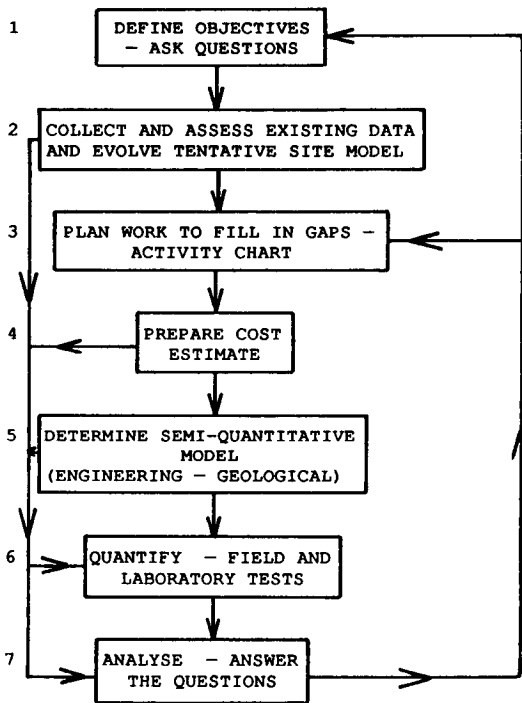 1
DEFINE OBJECTIVES
— ASK QUESTIONS
2
COLLECT AND ASSESS EXISTING DATA
AND EVOLVE TENTATIVE SITE MODEL
3
PLAN WORK TO FILL IN GAPS —
ACTIVITY CHART
4
PREPARE COST
ESTIMATE
5
DETERMINE SEMI-QUANTITATIVE
MODEL
(ENGINEERING — GEOLOGICAL)
6
QUANTIFY — FIELD AND
LABORATORY TESTS
7
ANALYSE — ANSWER
THE QUESTIONS